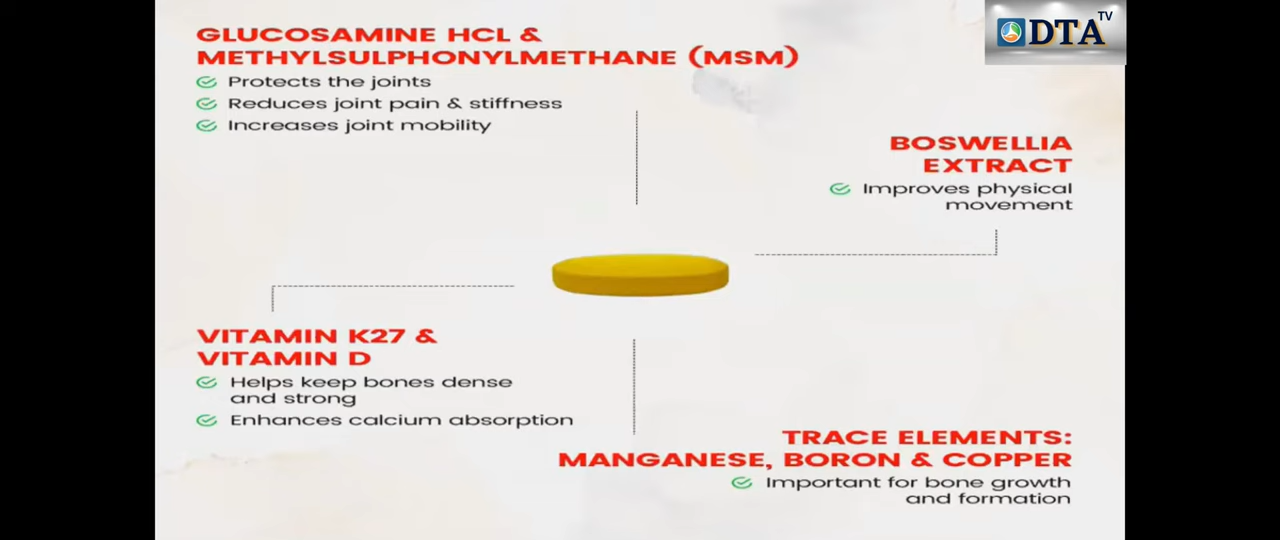 DTA TV
GLUCOSAMINE HCL &
METHYLSULPHONYLMETHANE (MSM)
Protects the joints
Reduces joint pain & stiffness
Increases joint mobility
BOSWELLIA
EXTRACT
Improves physical
movement
VITAMIN K27 &
VITAMIN D
Helps keep bones dense
and strong
Enhances calcium absorption
TRACE ELEMENTS:
MANGANESE, BORON & COPPER
Important for bone growth
and formation